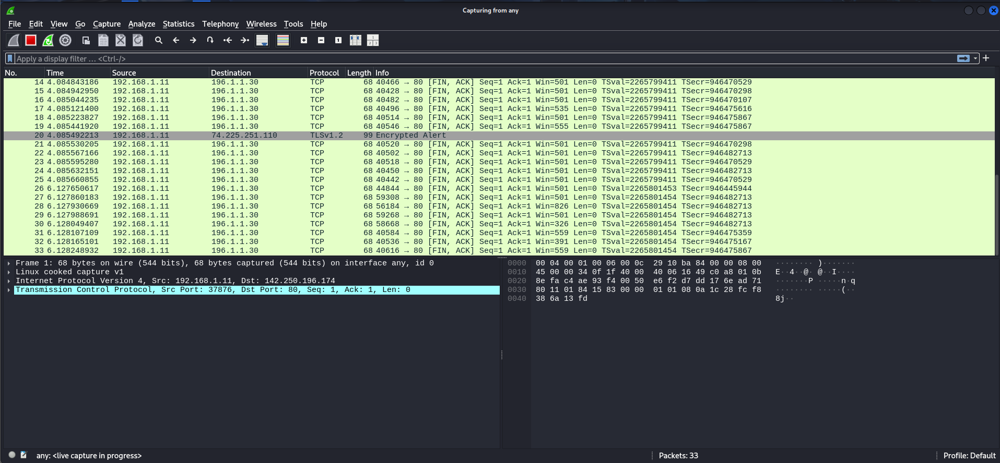 Capturing from any
File Edit View Go Capture Analyze Statistics Telephony Wireless Tools Help
Apply a display filter … <Ctrl-/>
No. Time Source Destination Protocol Length Info
14 4.084843186 192.168.1.11 196.1.1.30 TCP 68 40466 → 80 [FIN, ACK] Seq=1 Ack=1 Win=501 Len=0 TSval=2265799411 TSecr=946470529
15 4.084942950 192.168.1.11 196.1.1.30 TCP 68 40428 → 80 [FIN, ACK] Seq=1 Ack=1 Win=501 Len=0 TSval=2265799411 TSecr=946470298
16 4.085044235 192.168.1.11 196.1.1.30 TCP 68 40482 → 80 [FIN, ACK] Seq=1 Ack=1 Win=501 Len=0 TSval=2265799411 TSecr=946470107
17 4.085121400 192.168.1.11 196.1.1.30 TCP 68 40496 → 80 [FIN, ACK] Seq=1 Ack=1 Win=535 Len=0 TSval=2265799411 TSecr=946475616
18 4.085223827 192.168.1.11 196.1.1.30 TCP 68 40514 → 80 [FIN, ACK] Seq=1 Ack=1 Win=501 Len=0 TSval=2265799411 TSecr=946475867
19 4.085441920 192.168.1.11 196.1.1.30 TCP 68 40546 → 80 [FIN, ACK] Seq=1 Ack=1 Win=555 Len=0 TSval=2265799411 TSecr=946475867
20 4.085492213 192.168.1.11 74.225.251.110 TLSv1.2 99 Encrypted Alert
21 4.085530205 192.168.1.11 196.1.1.30 TCP 68 40520 → 80 [FIN, ACK] Seq=1 Ack=1 Win=501 Len=0 TSval=2265799411 TSecr=946470298
22 4.085567166 192.168.1.11 196.1.1.30 TCP 68 40502 → 80 [FIN, ACK] Seq=1 Ack=1 Win=501 Len=0 TSval=2265799411 TSecr=946482713
23 4.085595280 192.168.1.11 196.1.1.30 TCP 68 40518 → 80 [FIN, ACK] Seq=1 Ack=1 Win=501 Len=0 TSval=2265799411 TSecr=946470529
24 4.085632151 192.168.1.11 196.1.1.30 TCP 68 40450 → 80 [FIN, ACK] Seq=1 Ack=1 Win=501 Len=0 TSval=2265799411 TSecr=946482713
25 4.085660855 192.168.1.11 196.1.1.30 TCP 68 40442 → 80 [FIN, ACK] Seq=1 Ack=1 Win=501 Len=0 TSval=2265799411 TSecr=946470529
26 6.127650617 192.168.1.11 196.1.1.30 TCP 68 44844 → 80 [FIN, ACK] Seq=1 Ack=1 Win=501 Len=0 TSval=2265801453 TSecr=946445944
27 6.127860183 192.168.1.11 196.1.1.30 TCP 68 59308 → 80 [FIN, ACK] Seq=1 Ack=1 Win=501 Len=0 TSval=2265801454 TSecr=946482713
28 6.127930669 192.168.1.11 196.1.1.30 TCP 68 56184 → 80 [FIN, ACK] Seq=1 Ack=1 Win=826 Len=0 TSval=2265801454 TSecr=946482713
29 6.127988691 192.168.1.11 196.1.1.30 TCP 68 59268 → 80 [FIN, ACK] Seq=1 Ack=1 Win=501 Len=0 TSval=2265801454 TSecr=946482713
30 6.128049407 192.168.1.11 196.1.1.30 TCP 68 58668 → 80 [FIN, ACK] Seq=1 Ack=1 Win=326 Len=0 TSval=2265801454 TSecr=946482713
31 6.128107109 192.168.1.11 196.1.1.30 TCP 68 40584 → 80 [FIN, ACK] Seq=1 Ack=1 Win=559 Len=0 TSval=2265801454 TSecr=946475359
32 6.128165101 192.168.1.11 196.1.1.30 TCP 68 40536 → 80 [FIN, ACK] Seq=1 Ack=1 Win=391 Len=0 TSval=2265801454 TSecr=946475167
33 6.128248932 192.168.1.11 196.1.1.30 TCP 68 40616 → 80 [FIN, ACK] Seq=1 Ack=1 Win=559 Len=0 TSval=2265801454 TSecr=946475867
Frame 1: 68 bytes on wire (544 bits), 68 bytes captured (544 bits) on interface any, id 0
Linux cooked capture v1
Internet Protocol Version 4, Src: 192.168.1.11, Dst: 142.250.196.174
Transmission Control Protocol, Src Port: 37876, Dst Port: 80, Seq: 1, Ack: 1, Len: 0
0000 00 04 00 01 00 06 00 0c 29 10 ba 84 00 00 08 00 ········ )·······
0010 45 00 00 34 0f 1f 40 00 40 06 16 49 c0 a8 01 0b E··4··@· @··I····
0020 8e fa c4 ae 93 f4 00 50 e6 f2 d7 dd 17 6e ad 71 ·······P ·····n·q
0030 80 11 01 84 15 83 00 00 01 01 08 0a 1c 28 fc f8 ········ ·····(··
0040 38 6a 13 fd 8j··
any: <live capture in progress>
Packets: 33
Profile: Default